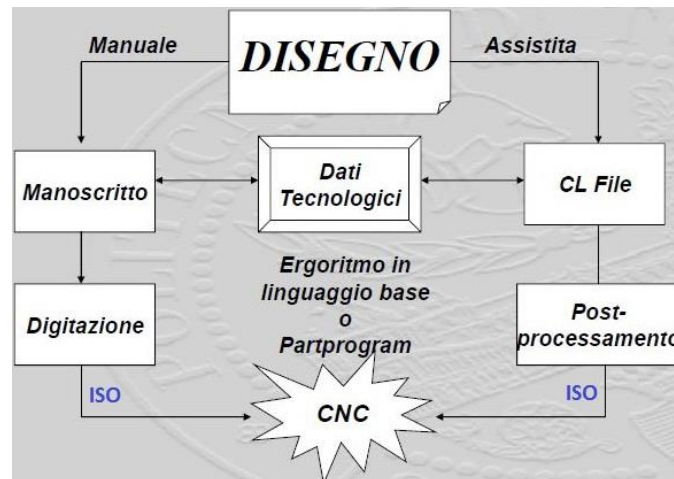 Manuale
DISEGNO
Assistita
Manoscritto
Dati
Tecnologici
CL File
Ergoritmo in
linguaggio base
o
Partprogram
Digitazione
Post-
processamento
ISO
CNC
ISO